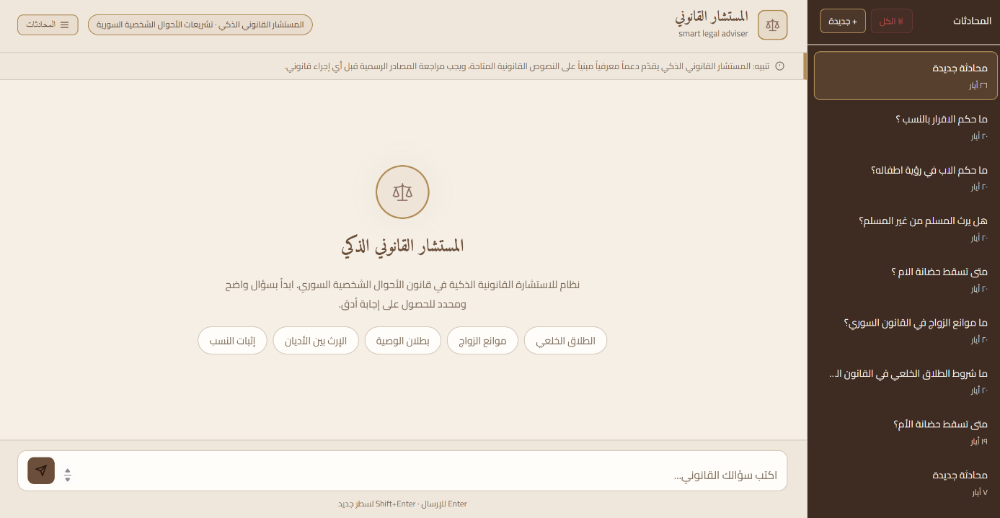 المحادثات
الكل
+ جديدة
محادثة جديدة
٢٦ أيار
ما حكم الاقرار بالنسب ؟
٢٠ أيار
ما حكم الاب في رؤية اطفاله؟
٢٠ أيار
هل يرث المسلم من غير المسلم؟
٢٠ أيار
متى تسقط حضانة الام ؟
٢٠ أيار
ما موانع الزواج في القانون السوري؟
٢٠ أيار
ما شروط الطلاق الخلعي في القانون الـ...
٢٠ أيار
متى تسقط حضانة الأم؟
١٩ أيار
محادثة جديدة
٧ أيار
المستشار القانوني
smart legal adviser
المستشار القانوني الذكي · تشريعات الأحوال الشخصية السورية
المحادثات
تنبيه: المستشار القانوني الذكي يقدّم دعماً معرفياً مبنياً على النصوص القانونية المتاحة، ويجب مراجعة المصادر الرسمية قبل أي إجراء قانوني.
المستشار القانوني الذكي
نظام للاستشارة القانونية الذكية في قانون الأحوال الشخصية السوري. ابدأ بسؤال واضح
ومحدد للحصول على إجابة أدق.
الطلاق الخلعي
موانع الزواج
بطلان الوصية
الإرث بين الأديان
إثبات النسب
اكتب سؤالك القانوني...
Enter للإرسال · Shift+Enter لسطر جديد